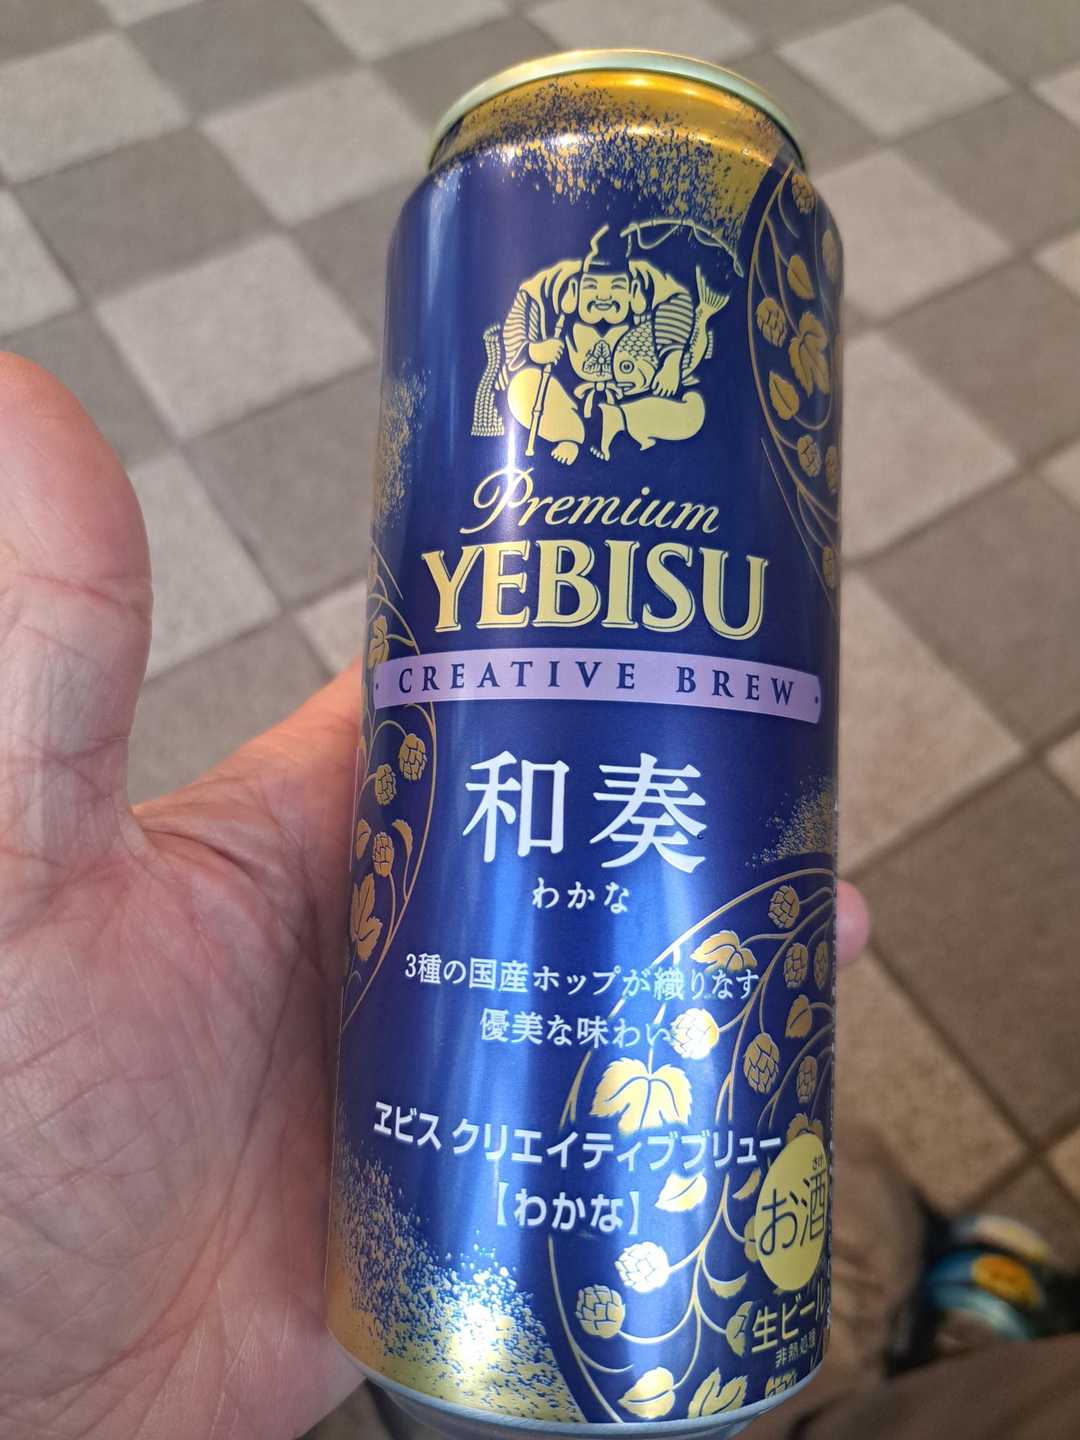 Premium
YEBISU
CREATIVE BREW
和奏
わかな
3種の国産ホップが織りなす
優美な味わい
ヱビス クリエイティブブリュー
【わかな】
さけ
お酒
生ビール
非熱処理